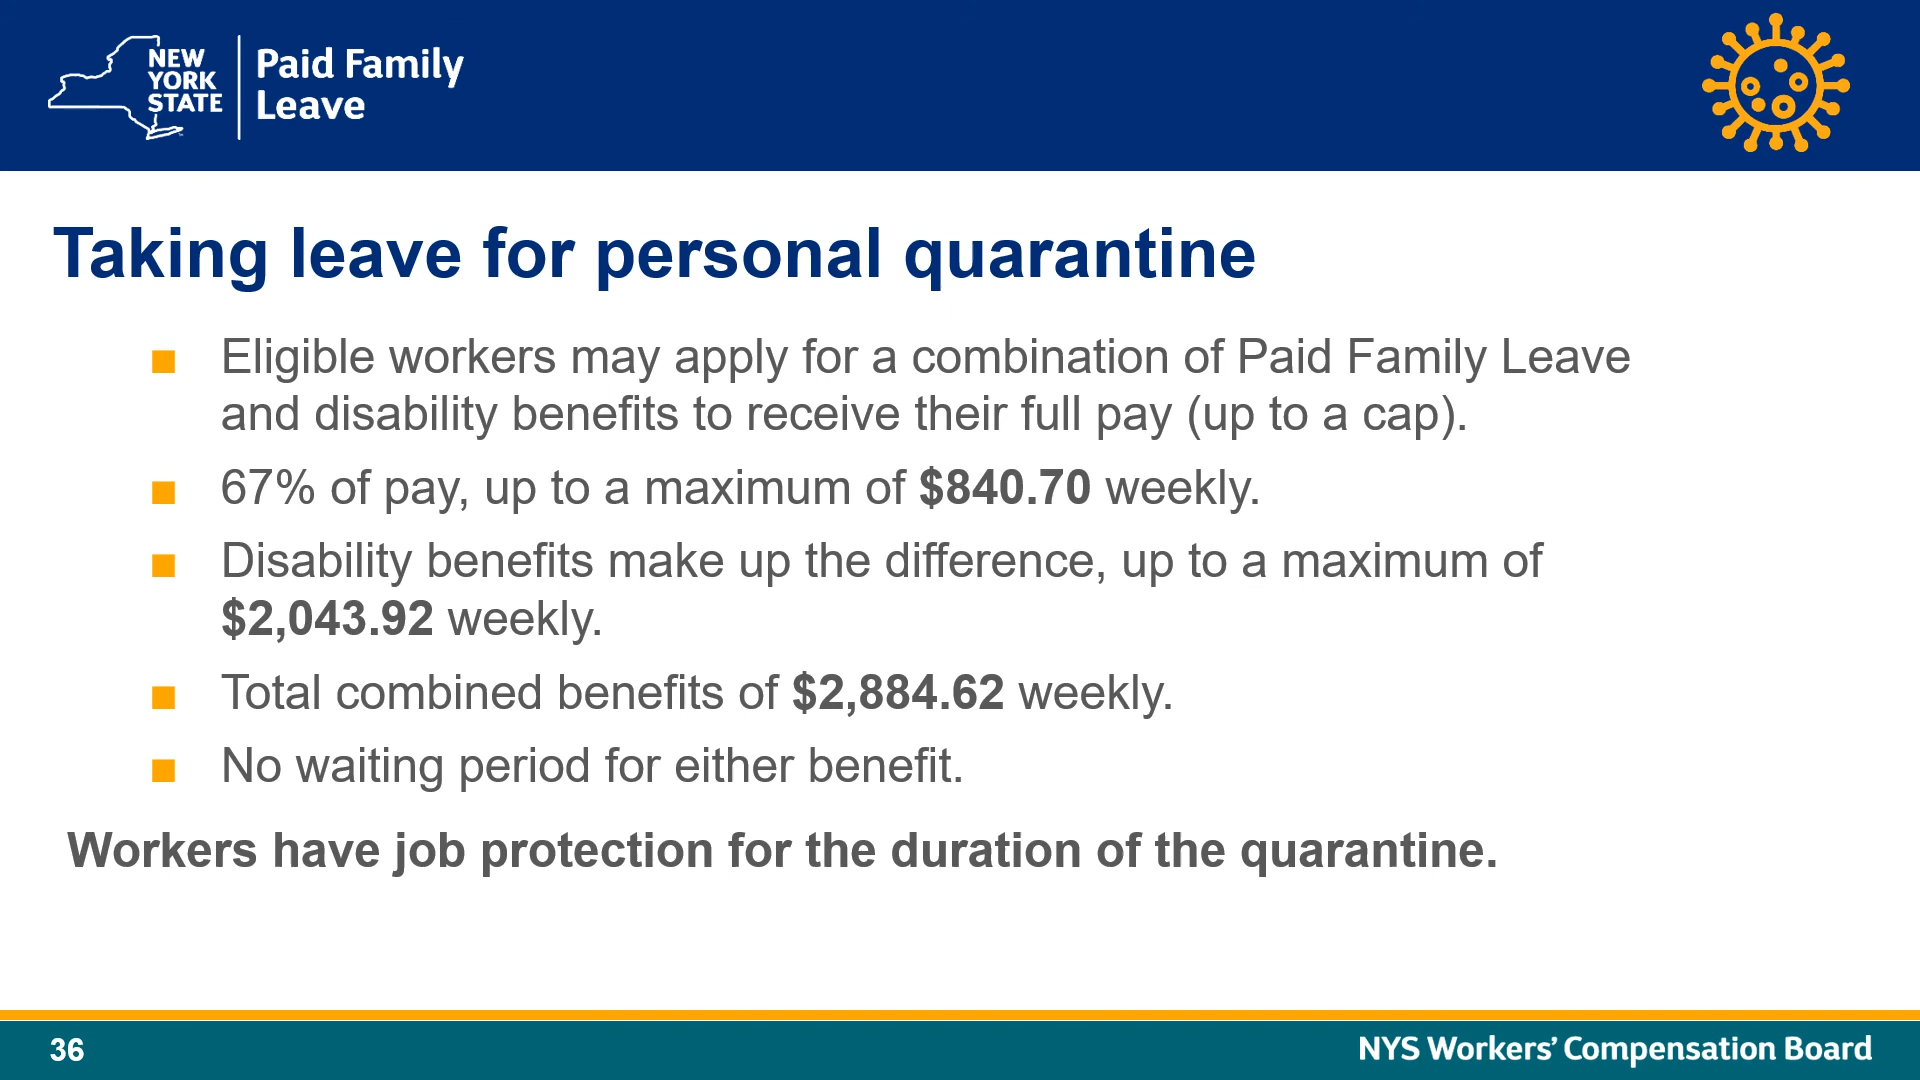 NEW
YORK
STATE
Paid Family
Leave
Taking leave for personal quarantine
Eligible workers may apply for a combination of Paid Family Leave
and disability benefits to receive their full pay (up to a cap).
67% of pay, up to a maximum of $840.70 weekly.
Disability benefits make up the difference, up to a maximum of
$2,043.92 weekly.
Total combined benefits of $2,884.62 weekly.
No waiting period for either benefit.
Workers have job protection for the duration of the quarantine.
36
NYS Workers’ Compensation Board